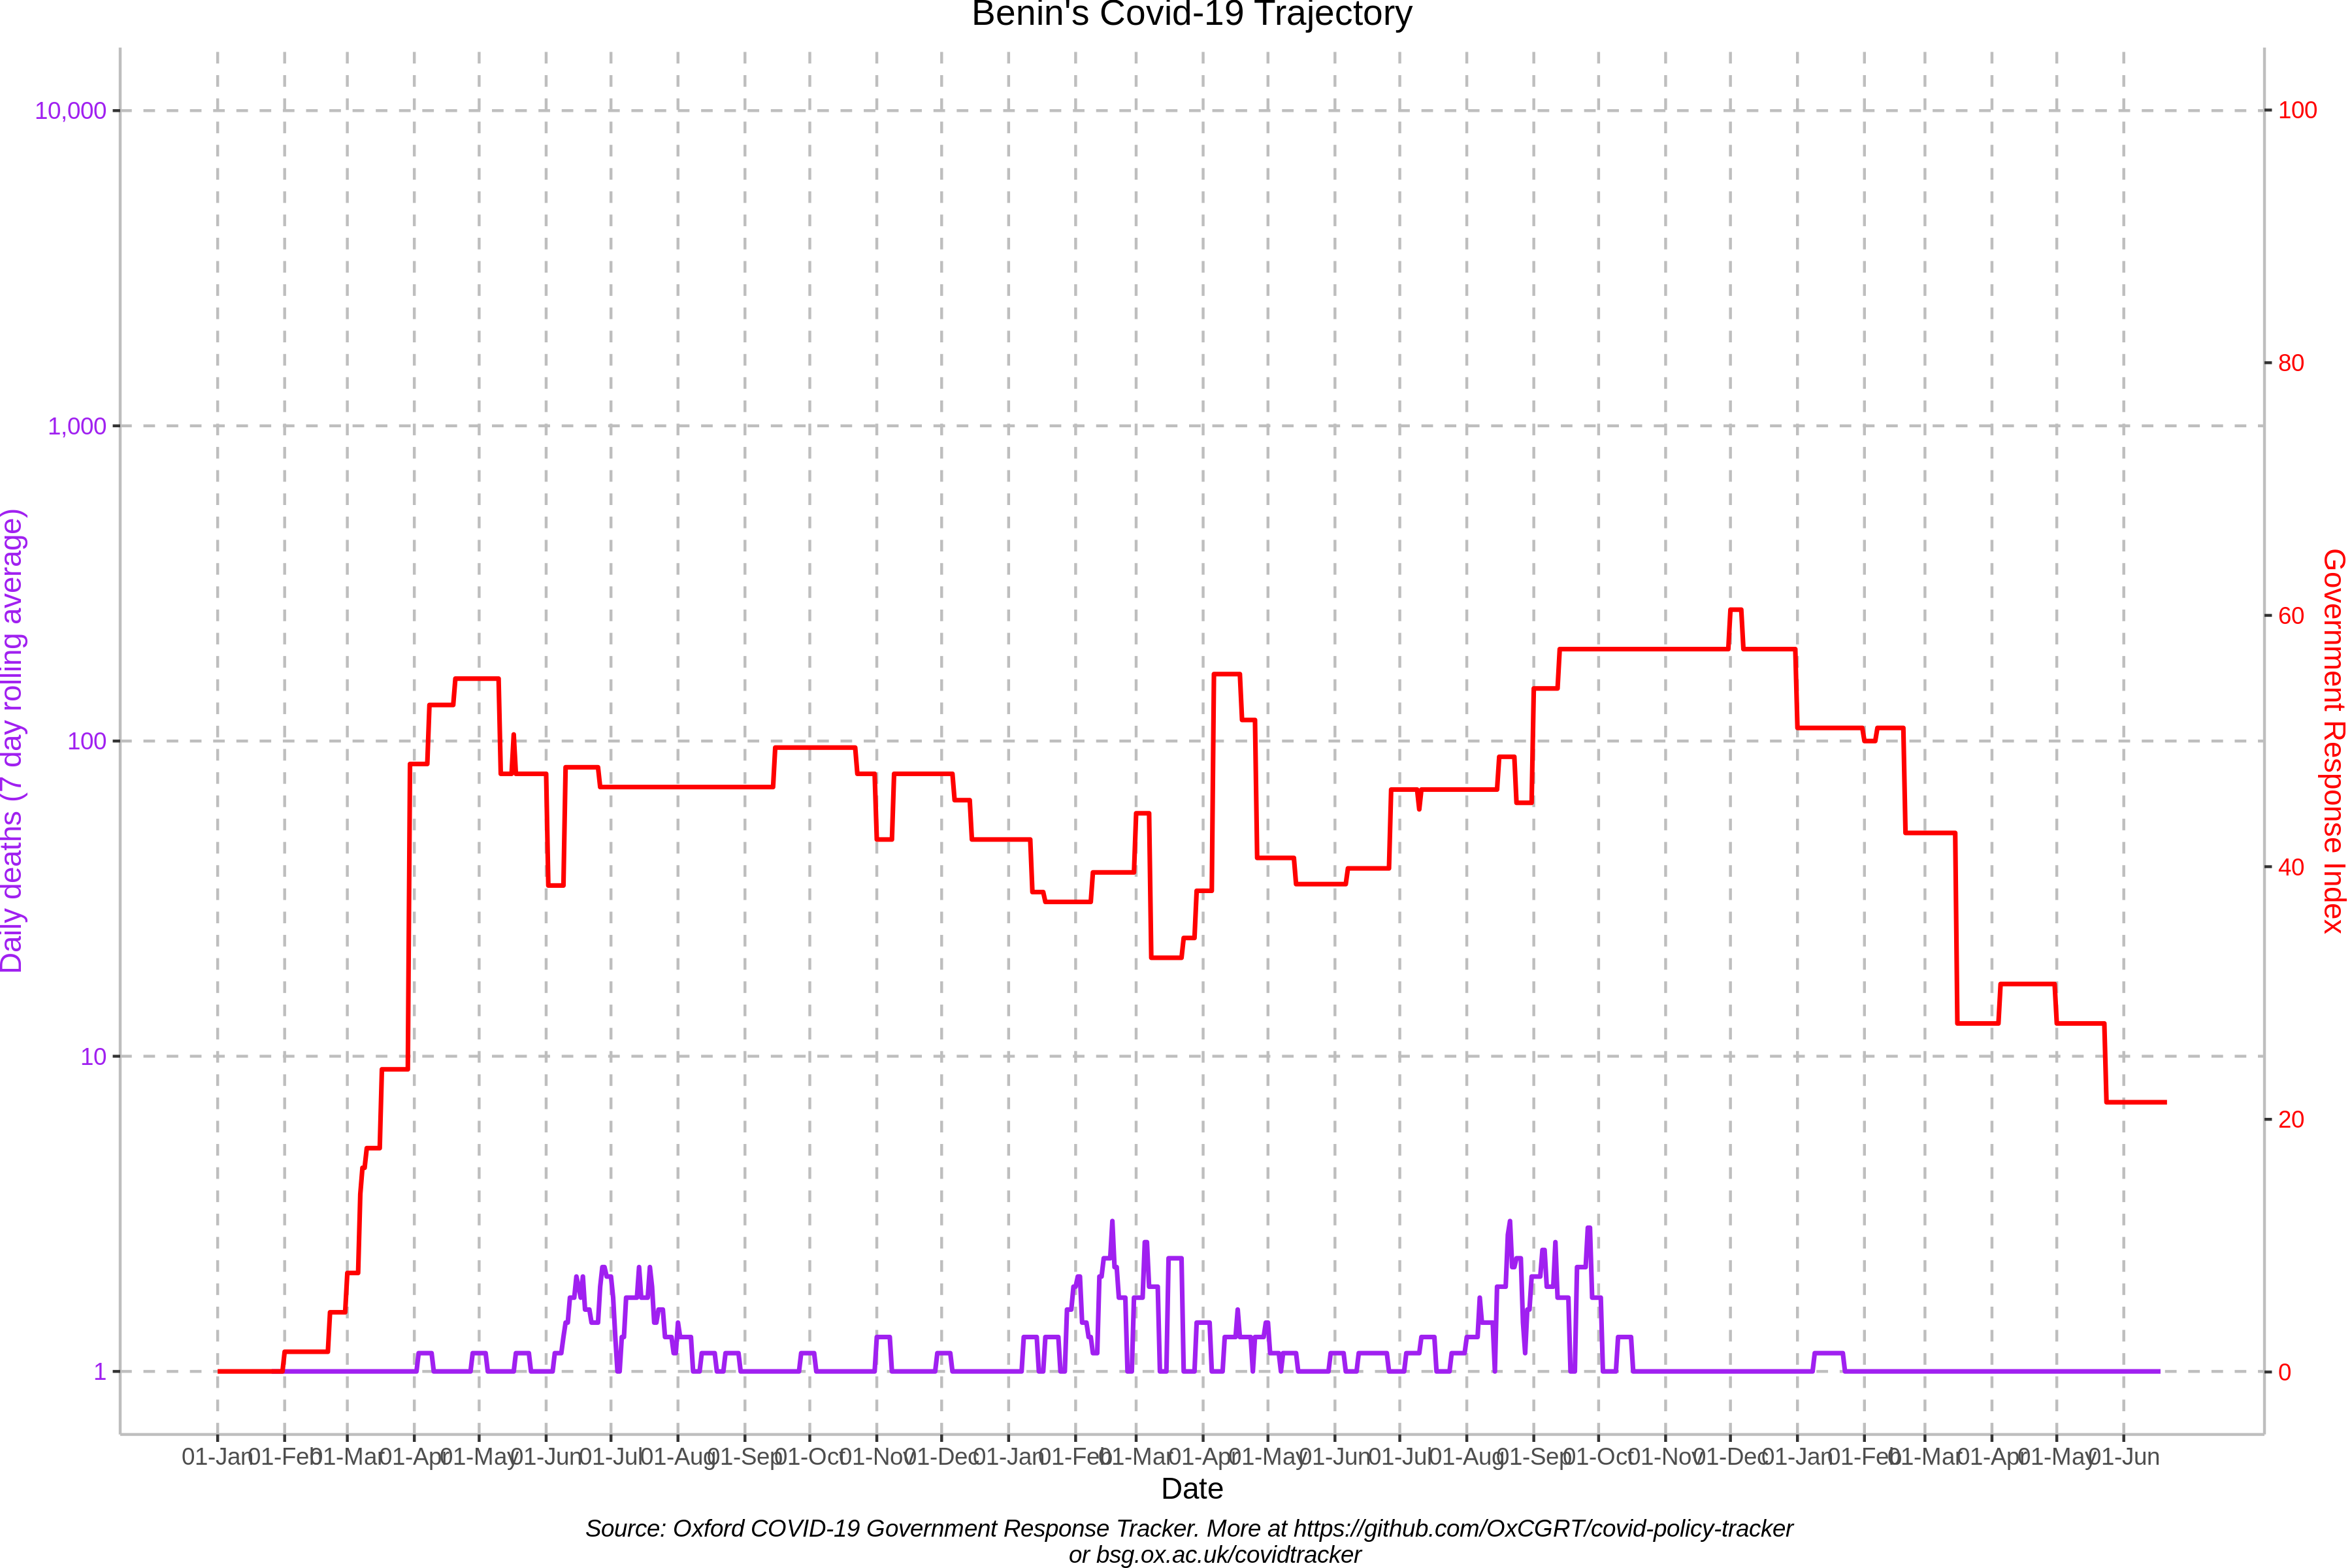 Benin's Covid-19 Trajectory
10,000
1,000
100
10
1
Daily deaths (7 day rolling average)
100
80
60
40
20
0
Government Response Index
01-Jan 01-Feb 01-Mar 01-Apr 01-May 01-Jun 01-Jul 01-Aug 01-Sep 01-Oct 01-Nov 01-Dec 01-Jan 01-Feb 01-Mar 01-Apr 01-May 01-Jun 01-Jul 01-Aug 01-Sep 01-Oct 01-Nov 01-Dec 01-Jan 01-Feb 01-Mar 01-Apr 01-May 01-Jun
Date
Source: Oxford COVID-19 Government Response Tracker. More at https://github.com/OxCGRT/covid-policy-tracker
or bsg.ox.ac.uk/covidtracker